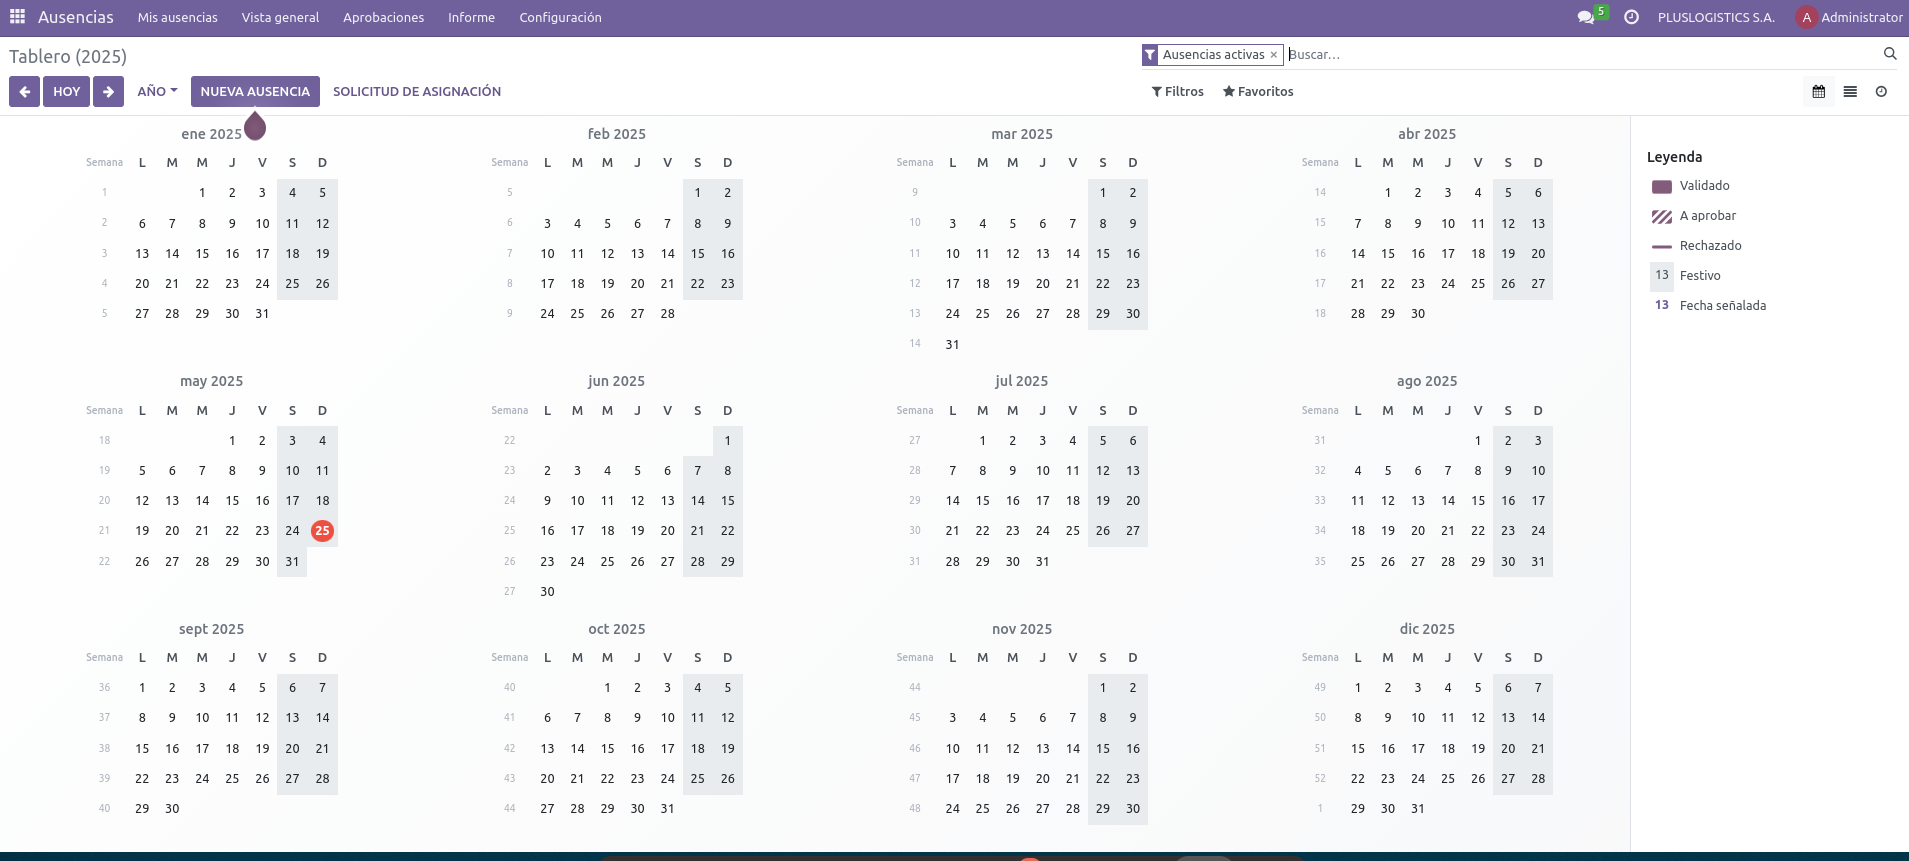 Ausencias Mis ausencias Vista general Aprobaciones Informe Configuración 5 PLUSLOGISTICS S.A. A Administrator
Tablero (2025) Ausencias activas × Buscar...
HOY AÑO NUEVA AUSENCIA SOLICITUD DE ASIGNACIÓN Filtros Favoritos
ene 2025 feb 2025 mar 2025 abr 2025
Semana L M M J V S D Semana L M M J V S D Semana L M M J V S D Semana L M M J V S D
1 1 2 3 4 5 5 1 2 9 1 2 14 1 2 3 4 5 6
2 6 7 8 9 10 11 12 6 3 4 5 6 7 8 9 10 3 4 5 6 7 8 9 15 7 8 9 10 11 12 13
3 13 14 15 16 17 18 19 7 10 11 12 13 14 15 16 11 10 11 12 13 14 15 16 16 14 15 16 17 18 19 20
4 20 21 22 23 24 25 26 8 17 18 19 20 21 22 23 12 17 18 19 20 21 22 23 17 21 22 23 24 25 26 27
5 27 28 29 30 31 9 24 25 26 27 28 13 24 25 26 27 28 29 30 18 28 29 30
14 31
may 2025 jun 2025 jul 2025 ago 2025
Semana L M M J V S D Semana L M M J V S D Semana L M M J V S D Semana L M M J V S D
18 1 2 3 4 22 1 27 1 2 3 4 5 6 31 1 2 3
19 5 6 7 8 9 10 11 23 2 3 4 5 6 7 8 28 7 8 9 10 11 12 13 32 4 5 6 7 8 9 10
20 12 13 14 15 16 17 18 24 9 10 11 12 13 14 15 29 14 15 16 17 18 19 20 33 11 12 13 14 15 16 17
21 19 20 21 22 23 24 25 25 16 17 18 19 20 21 22 30 21 22 23 24 25 26 27 34 18 19 20 21 22 23 24
22 26 27 28 29 30 31 26 23 24 25 26 27 28 29 31 28 29 30 31 35 25 26 27 28 29 30 31
27 30
sept 2025 oct 2025 nov 2025 dic 2025
Semana L M M J V S D Semana L M M J V S D Semana L M M J V S D Semana L M M J V S D
36 1 2 3 4 5 6 7 40 1 2 3 4 5 44 1 2 49 1 2 3 4 5 6 7
37 8 9 10 11 12 13 14 41 6 7 8 9 10 11 12 45 3 4 5 6 7 8 9 50 8 9 10 11 12 13 14
38 15 16 17 18 19 20 21 42 13 14 15 16 17 18 19 46 10 11 12 13 14 15 16 51 15 16 17 18 19 20 21
39 22 23 24 25 26 27 28 43 20 21 22 23 24 25 26 47 17 18 19 20 21 22 23 52 22 23 24 25 26 27 28
40 29 30 44 27 28 29 30 31 48 24 25 26 27 28 29 30 1 29 30 31
Leyenda
Validado
A aprobar
Rechazado
13 Festivo
13 Fecha señalada